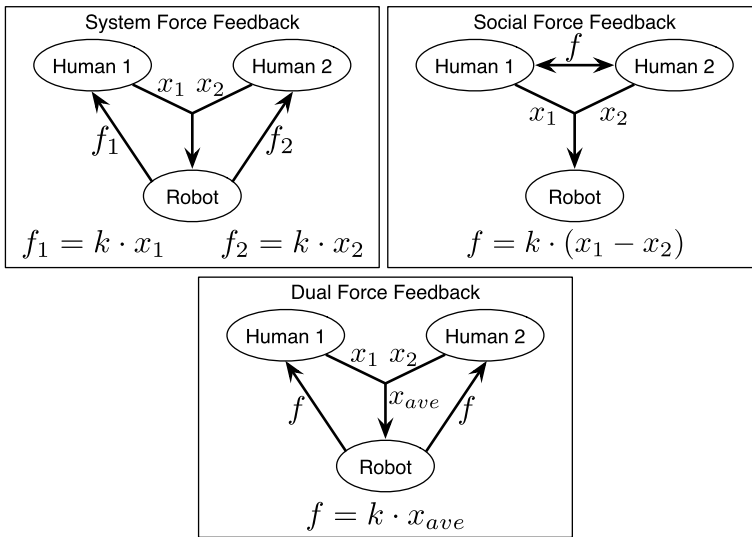 System Force Feedback
Human 1
Human 2
x₁ x₂
f₁
f₂
Robot
f₁ = k · x₁
f₂ = k · x₂
Social Force Feedback
Human 1
f
Human 2
x₁
x₂
Robot
f = k · (x₁ − x₂)
Dual Force Feedback
Human 1
Human 2
x₁ x₂
x_ave
f
f
Robot
f = k · x_ave